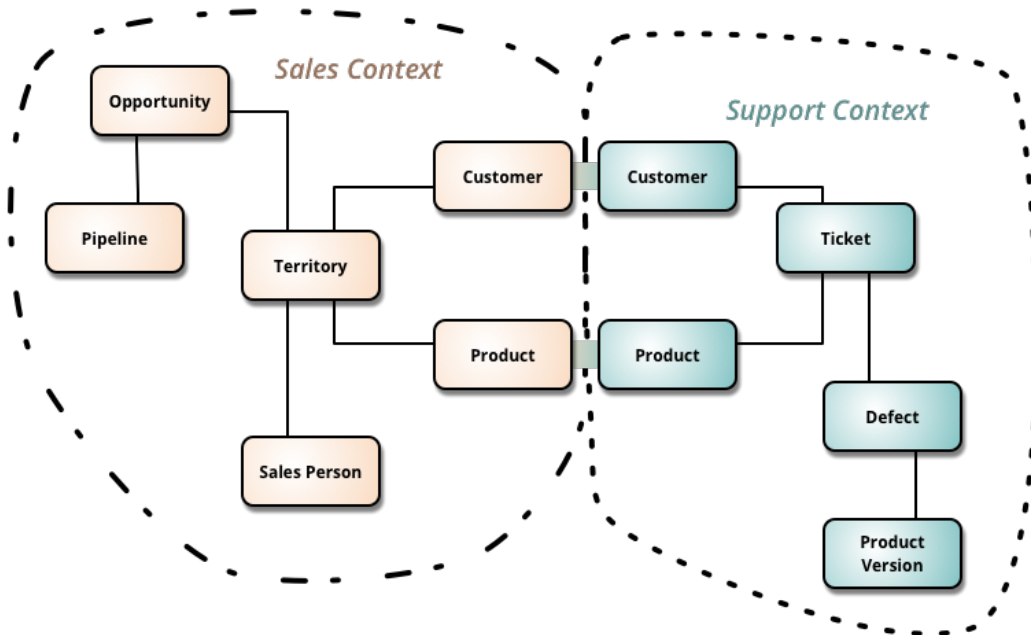 Sales Context
Support Context
Opportunity
Customer
Customer
Pipeline
Ticket
Territory
Product
Product
Defect
Sales Person
Product
Version